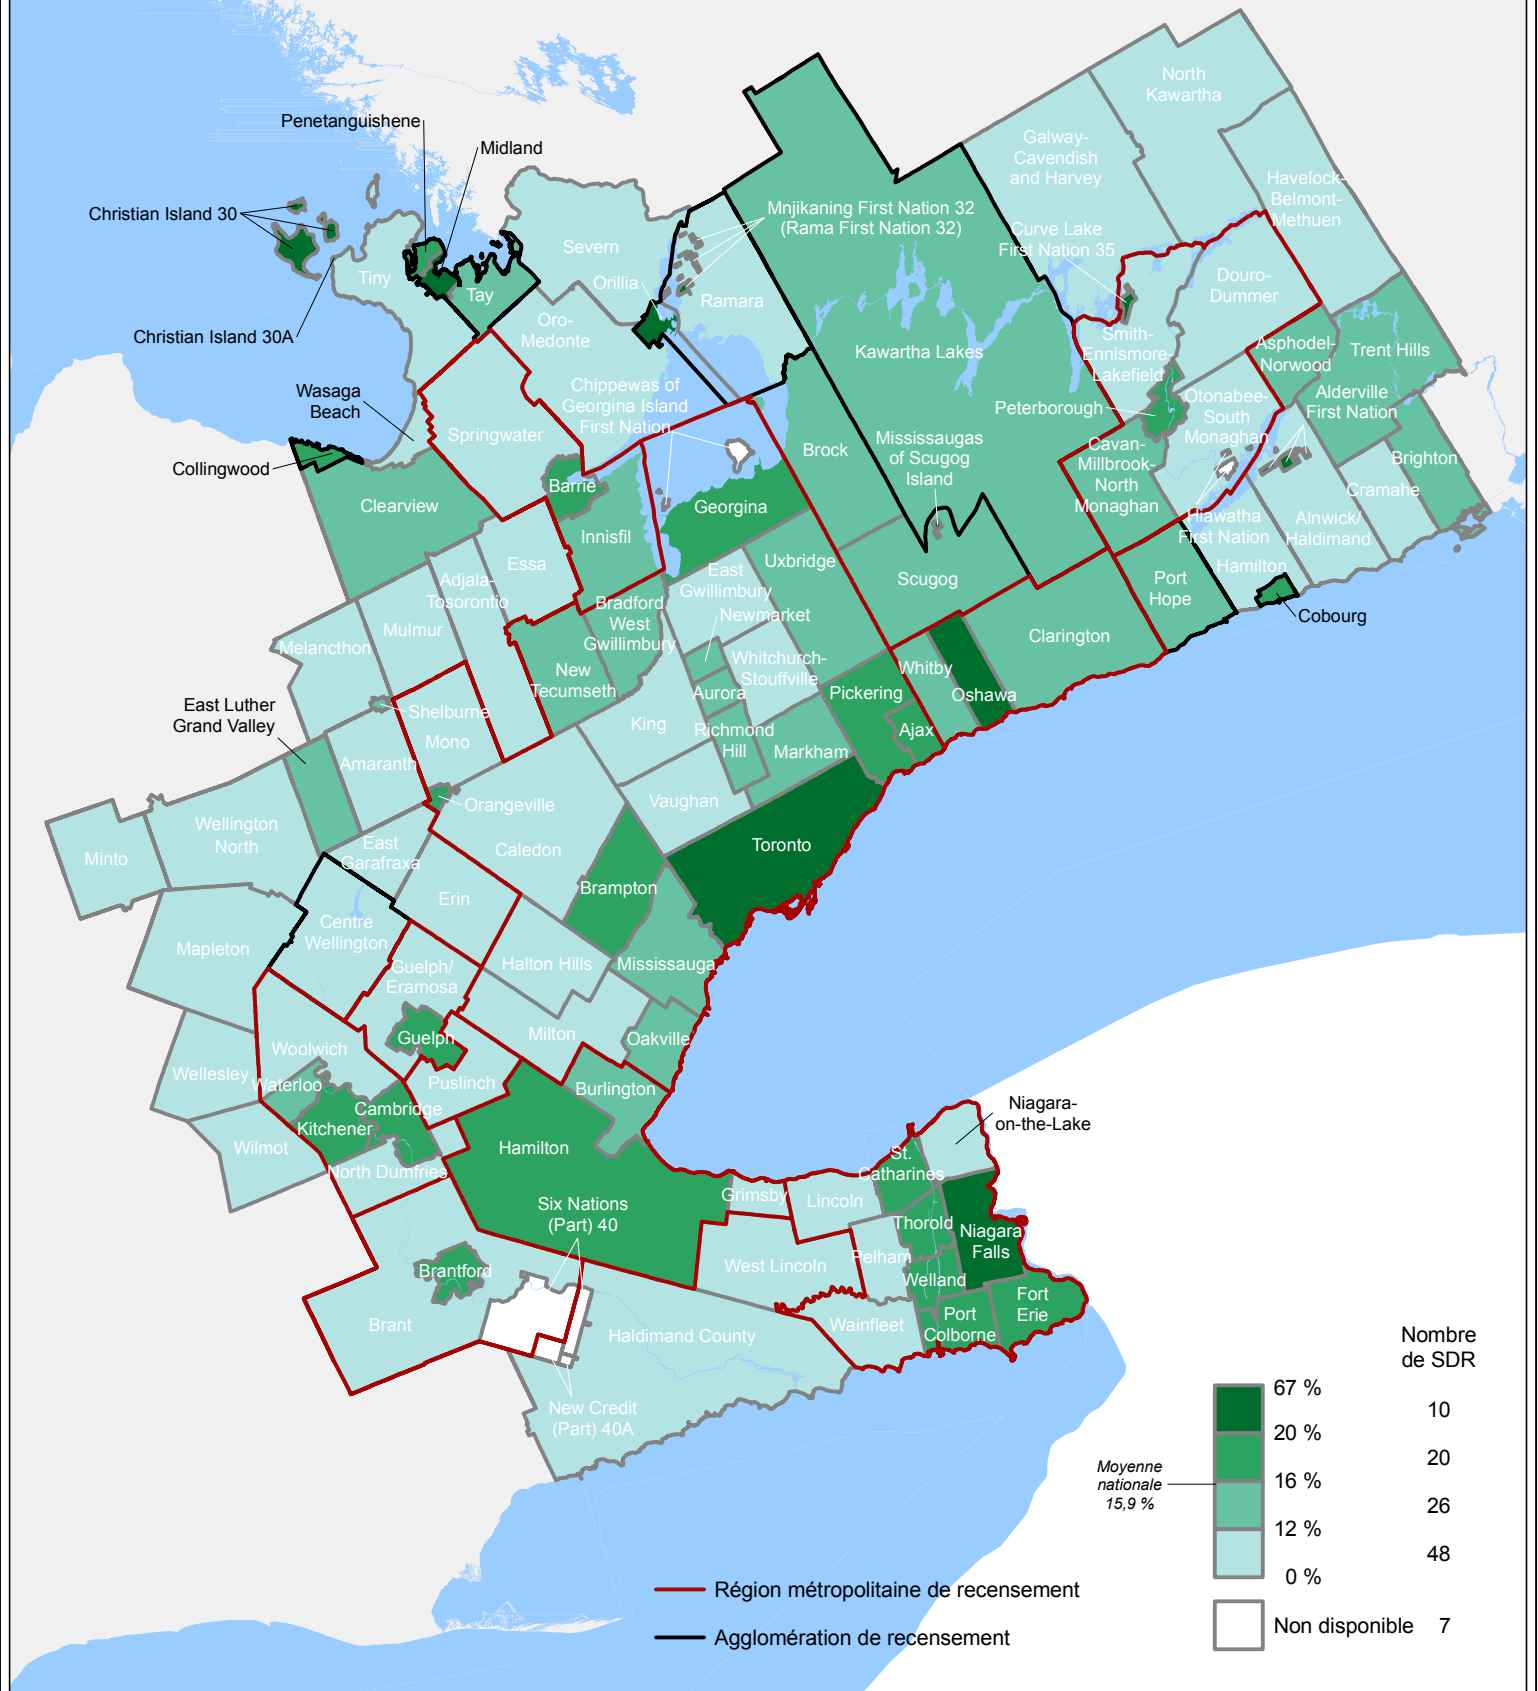 North
Kawartha
Penetanguishene
Galway-
Cavendish
and Harvey
Midland
Havelock-
Belmont-
Methuen
Christian Island 30
Mnjikaning First Nation 32
(Rama First Nation 32)
Curve Lake
First Nation 35
Severn
Tiny
Orillia
Douro-
Dummer
Tay
Ramara
Christian Island 30A
Oro-
Medonte
Smith-
Ennismore-
Lakefield
Asphodel-
Norwood
Trent Hills
Kawartha Lakes
Wasaga
Beach
Chippewas of
Georgina Island
First Nation
Alderville
First Nation
Peterborough
Otonabee-
South
Monaghan
Springwater
Mississaugas
of Scugog
Island
Brock
Cavan-
Millbrook-
North
Monaghan
Brighton
Collingwood
Barrie
Cramahe
Clearview
Georgina
Hiawatha
First Nation
Alnwick/
Haldimand
Innisfil
Essa
Uxbridge
Hamilton
East
Gwillimbury
Scugog
Port
Hope
Adjala-
Tosorontio
Bradford
West
Gwillimbury
Newmarket
Cobourg
Mulmur
Clarington
Melancthon
Whitchurch-
Stouffville
Whitby
New
Tecumseth
Aurora
Pickering
Oshawa
East Luther
Grand Valley
Shelburne
King
Richmond
Hill
Ajax
Mono
Markham
Amaranth
Vaughan
Orangeville
Wellington
North
East
Garafraxa
Toronto
Minto
Caledon
Brampton
Erin
Centre
Wellington
Mapleton
Halton Hills
Mississauga
Guelph/
Eramosa
Milton
Guelph
Oakville
Woolwich
Wellesley
Waterloo
Puslinch
Burlington
Cambridge
Kitchener
Niagara-
on-the-Lake
Wilmot
Hamilton
St.
Catharines
North Dumfries
Grimsby
Lincoln
Six Nations
(Part) 40
Thorold
Niagara
Falls
Pelham
West Lincoln
Brantford
Welland
Fort
Erie
Port
Colborne
Brant
Wainfleet
Haldimand County
New Credit
(Part) 40A
Nombre
de SDR
67 %
10
20 %
20
16 %
Moyenne
nationale
15,9 %
26
12 %
48
0 %
Région métropolitaine de recensement
Non disponible 7
Agglomération de recensement